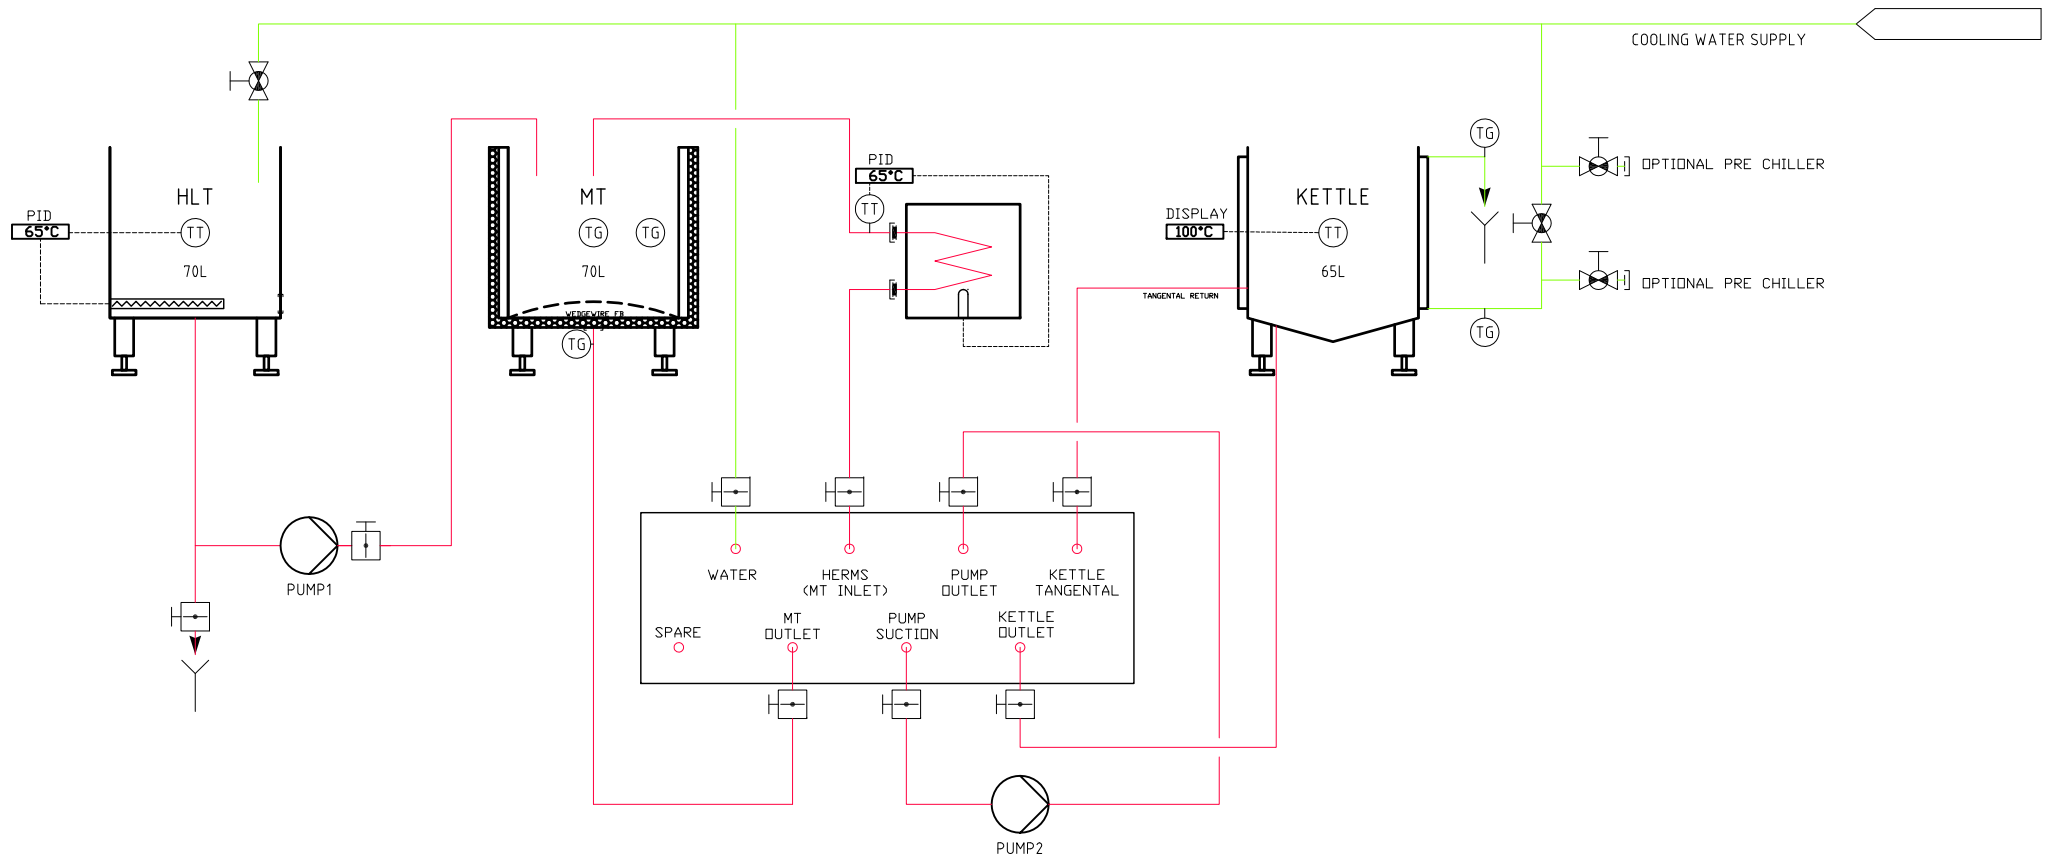 COOLING WATER SUPPLY
TG
PID
65°C
TT
OPTIONAL PRE CHILLER
HLT
MT
KETTLE
PID
65°C
TT
TG
TG
DISPLAY
100°C
TT
70L
70L
65L
OPTIONAL PRE CHILLER
TANGENTAL RETURN
WEDGEWIRE FB
TG
TG
PUMP1
WATER
HERMS
(MT INLET)
PUMP
OUTLET
KETTLE
TANGENTAL
SPARE
MT
OUTLET
PUMP
SUCTION
KETTLE
OUTLET
PUMP2